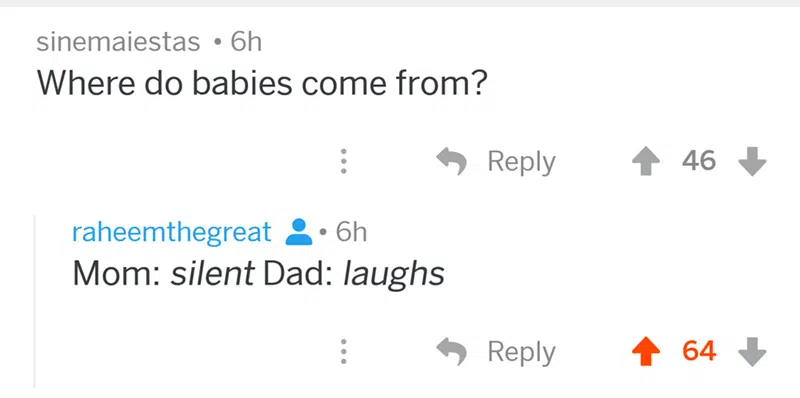 sinemaiestas • 6h
Where do babies come from?
Reply 46
raheemthegreat • 6h
Mom: silent Dad: laughs
Reply 64